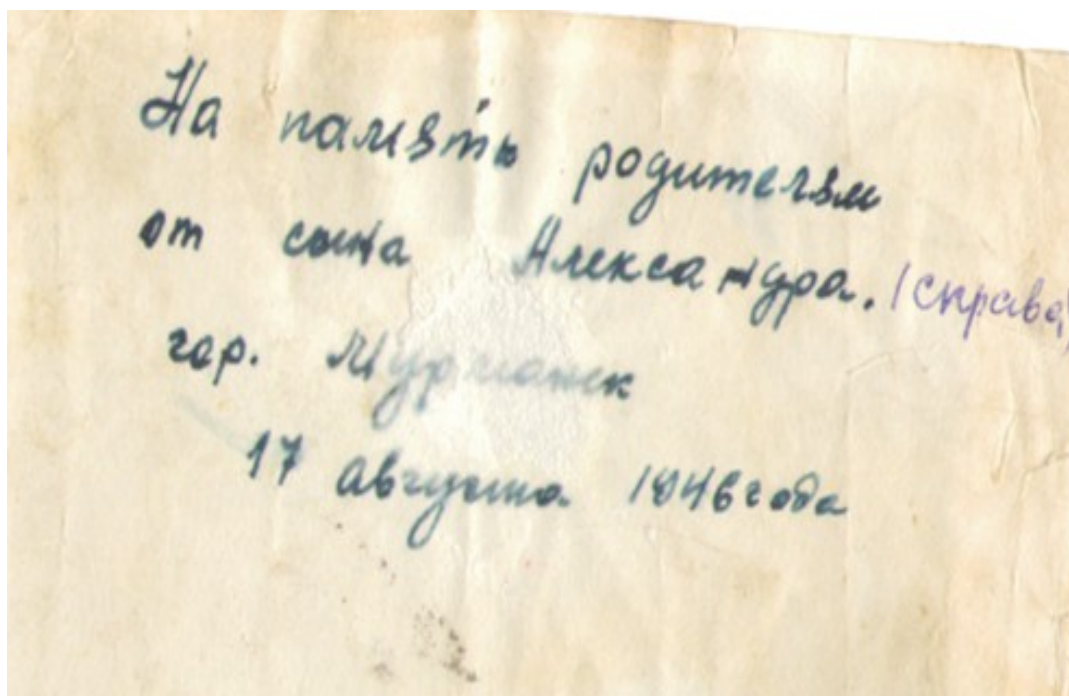 На память родителям
от сына Александра. (справа)
гор. Мурманск
17 августа 1946 года